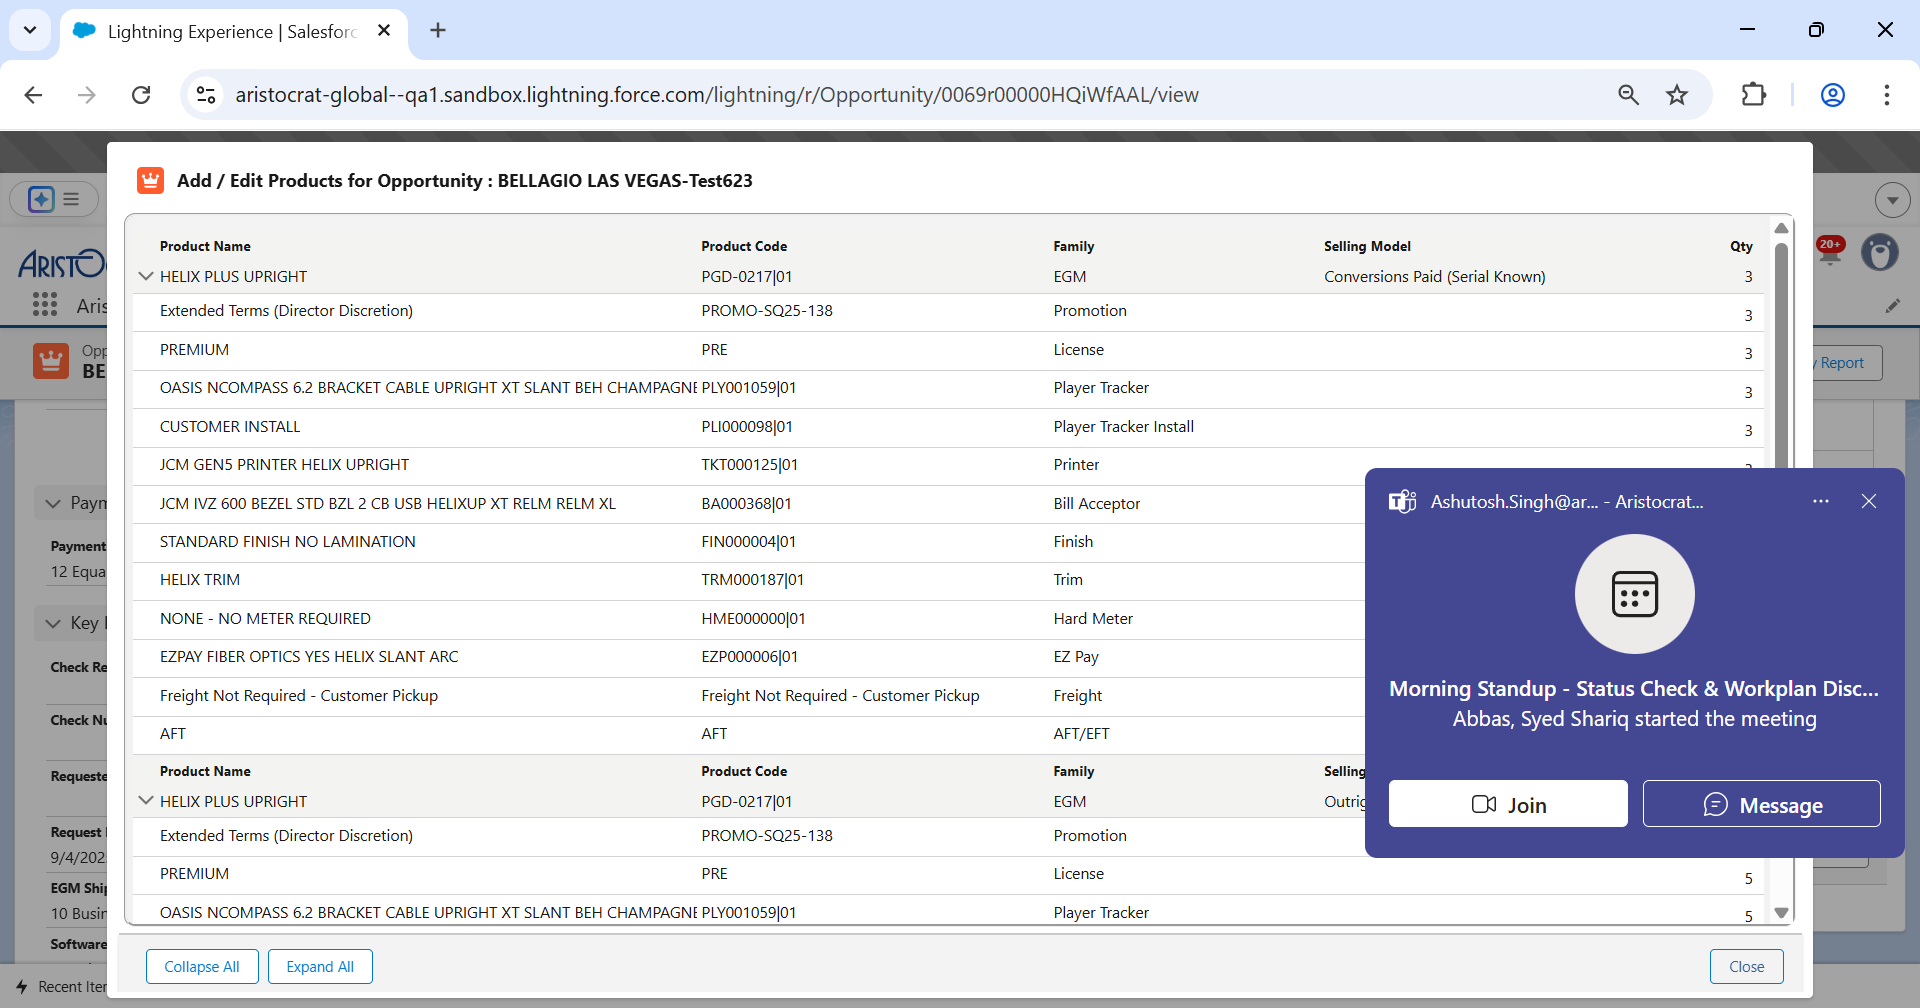 Lightning Experience | Salesforc
aristocrat-global--qa1.sandbox.lightning.force.com/lightning/r/Opportunity/0069r00000HQiWfAAL/view
Add / Edit Products for Opportunity : BELLAGIO LAS VEGAS-Test623
Product Name Product Code Family Selling Model Qty
HELIX PLUS UPRIGHT PGD-0217|01 EGM Conversions Paid (Serial Known) 3
Extended Terms (Director Discretion) PROMO-SQ25-138 Promotion 3
PREMIUM PRE License 3
OASIS NCOMPASS 6.2 BRACKET CABLE UPRIGHT XT SLANT BEH CHAMPAGNE PLY001059|01 Player Tracker 3
CUSTOMER INSTALL PLI000098|01 Player Tracker Install 3
JCM GEN5 PRINTER HELIX UPRIGHT TKT000125|01 Printer
JCM IVZ 600 BEZEL STD BZL 2 CB USB HELIXUP XT RELM RELM XL BA000368|01 Bill Acceptor
STANDARD FINISH NO LAMINATION FIN000004|01 Finish
HELIX TRIM TRM000187|01 Trim
NONE - NO METER REQUIRED HME000000|01 Hard Meter
EZPAY FIBER OPTICS YES HELIX SLANT ARC EZP000006|01 EZ Pay
Freight Not Required - Customer Pickup Freight Not Required - Customer Pickup Freight
AFT AFT AFT/EFT
Product Name Product Code Family Selling
HELIX PLUS UPRIGHT PGD-0217|01 EGM Outrig
Extended Terms (Director Discretion) PROMO-SQ25-138 Promotion
PREMIUM PRE License 5
OASIS NCOMPASS 6.2 BRACKET CABLE UPRIGHT XT SLANT BEH CHAMPAGNE PLY001059|01 Player Tracker 5
Collapse All Expand All Close
ARISTO
Aris
20+
Opp
BE
y Report
Paym
Payment
12 Equa
Key
Check Re
Check Nu
Requeste
Request
9/4/202
EGM Ship
10 Busin
Software
Recent Iter
Ashutosh.Singh@ar... - Aristocrat...
Morning Standup - Status Check & Workplan Disc...
Abbas, Syed Shariq started the meeting
Join Message